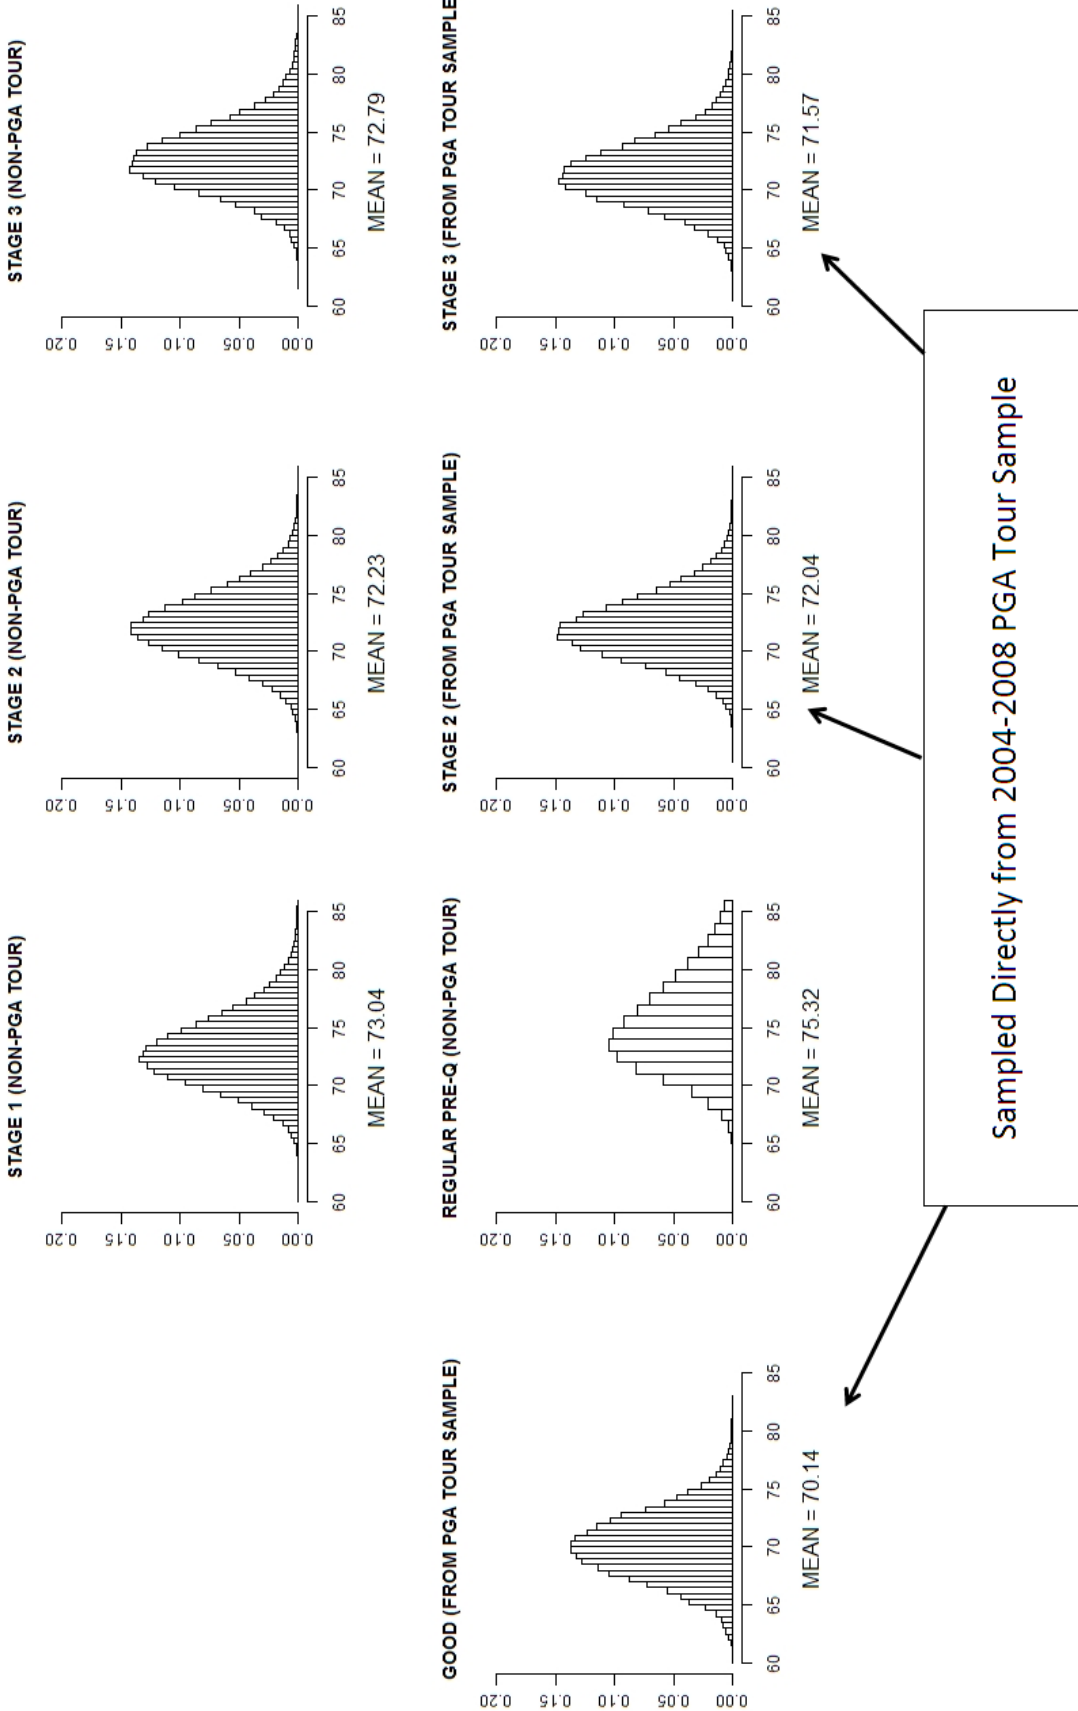 STAGE 1 (NON-PGA TOUR)
0.20
0.15
0.10
0.05
0.00
60 65 70 75 80 85
MEAN = 73.04
STAGE 2 (NON-PGA TOUR)
0.20
0.15
0.10
0.05
0.00
60 65 70 75 80 85
MEAN = 72.23
STAGE 3 (NON-PGA TOUR)
0.20
0.15
0.10
0.05
0.00
60 65 70 75 80 85
MEAN = 72.79
GOOD (FROM PGA TOUR SAMPLE)
0.20
0.15
0.10
0.05
0.00
60 65 70 75 80 85
MEAN = 70.14
REGULAR PRE-Q (NON-PGA TOUR)
0.20
0.15
0.10
0.05
0.00
60 65 70 75 80 85
MEAN = 75.32
STAGE 2 (FROM PGA TOUR SAMPLE)
0.20
0.15
0.10
0.05
0.00
60 65 70 75 80 85
MEAN = 72.04
STAGE 3 (FROM PGA TOUR SAMPLE
0.20
0.15
0.10
0.05
0.00
60 65 70 75 80 85
MEAN = 71.57
Sampled Directly from 2004-2008 PGA Tour Sample